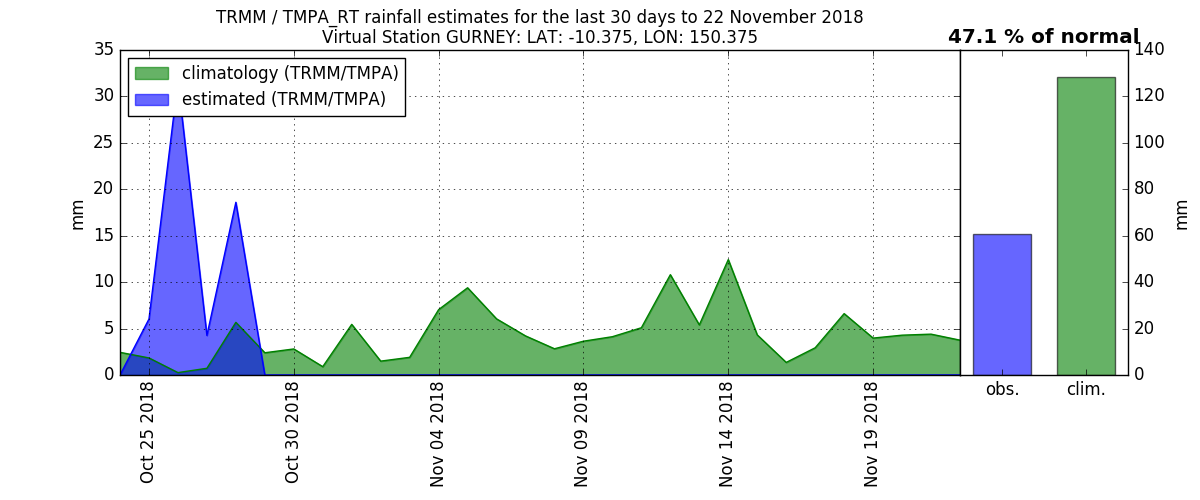 TRMM / TMPA_RT rainfall estimates for the last 30 days to 22 November 2018
Virtual Station GURNEY: LAT: -10.375, LON: 150.375
47.1 % of normal
climatology (TRMM/TMPA)
estimated (TRMM/TMPA)
35
30
25
20
15
10
5
0
mm
Oct 25 2018
Oct 30 2018
Nov 04 2018
Nov 09 2018
Nov 14 2018
Nov 19 2018
140
120
100
80
60
40
20
0
mm
obs.
clim.